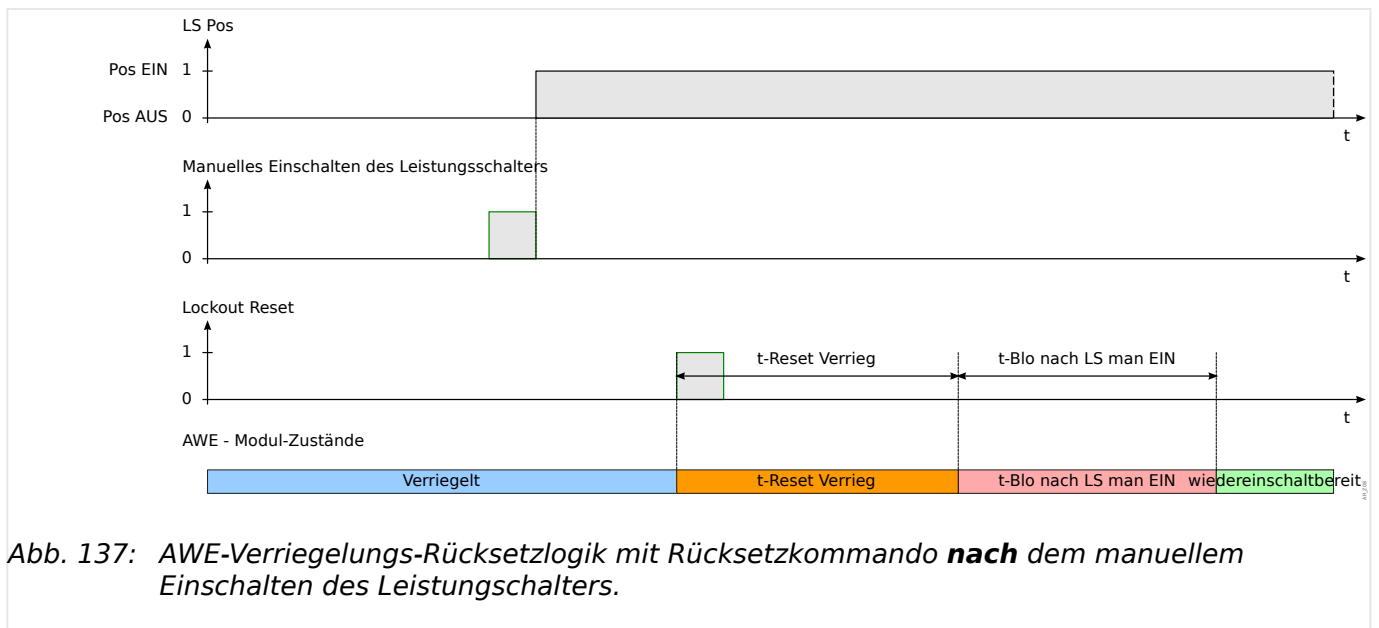 LS Pos
Pos EIN 1
Pos AUS 0
t
Manuelles Einschalten des Leistungsschalters
1
0
t
Lockout Reset
1 t-Reset Verrieg t-Blo nach LS man EIN
0
t
AWE - Modul-Zustände
Verriegelt t-Reset Verrieg t-Blo nach LS man EIN wiedereinschaltbereit
Abb. 137: AWE-Verriegelungs-Rücksetzlogik mit Rücksetzkommando nach dem manuellem
Einschalten des Leistungschalters.